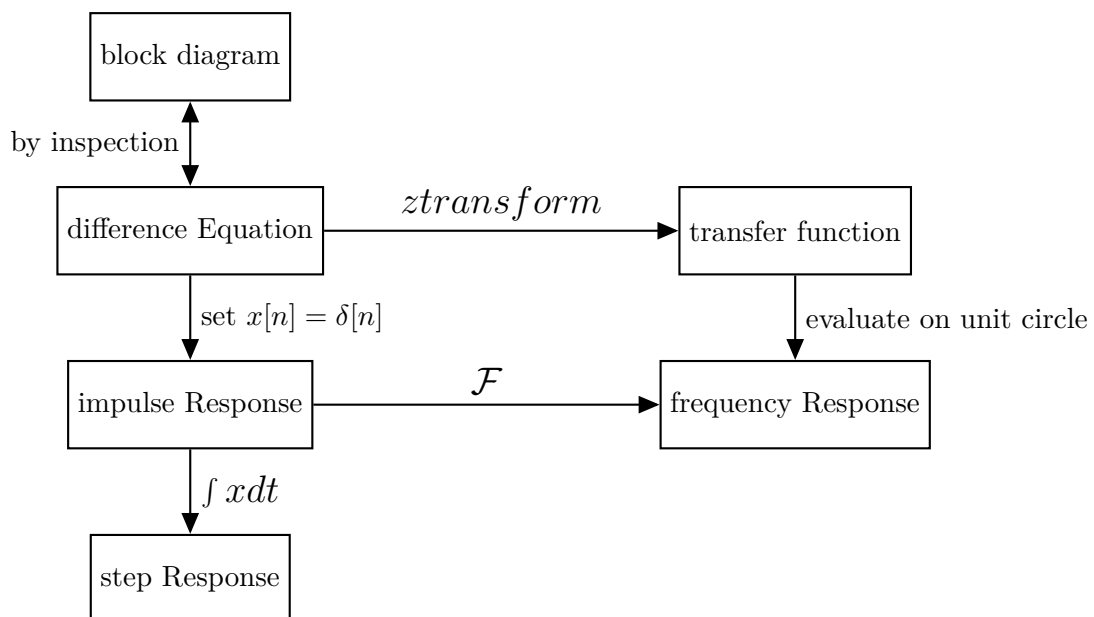 block diagram
by inspection
difference Equation
ztransform
transfer function
set x[n] = δ[n]
evaluate on unit circle
impulse Response
ℱ
frequency Response
∫ xdt
step Response